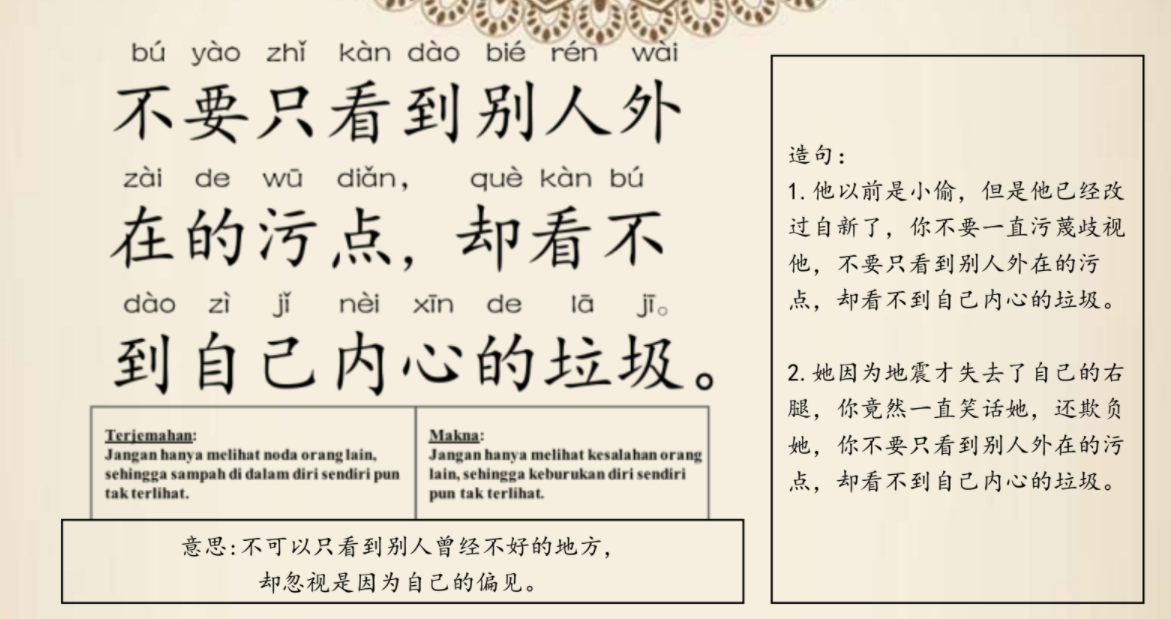 bú yào zhǐ kàn dào bié rén wài
不要只看到别人外
zài de wū diǎn, què kàn bú
在的污点，却看不
dào zì jǐ nèi xīn de lā jī。
到自己内心的垃圾。
Terjemahan:
Jangan hanya melihat noda orang lain,
sehingga sampah di dalam diri sendiri pun
tak terlihat.
Makna:
Jangan hanya melihat kesalahan orang
lain, sehingga keburukan diri sendiri
pun tak terlihat.
意思:不可以只看到别人曾经不好的地方，
却忽视是因为自己的偏见。
造句：
1.他以前是小偷，但是他已经改
过自新了，你不要一直污蔑歧视
他，不要只看到别人外在的污
点，却看不到自己内心的垃圾。
2.她因为地震才失去了自己的右
腿，你竟然一直笑话她，还欺负
她，你不要只看到别人外在的污
点，却看不到自己内心的垃圾。